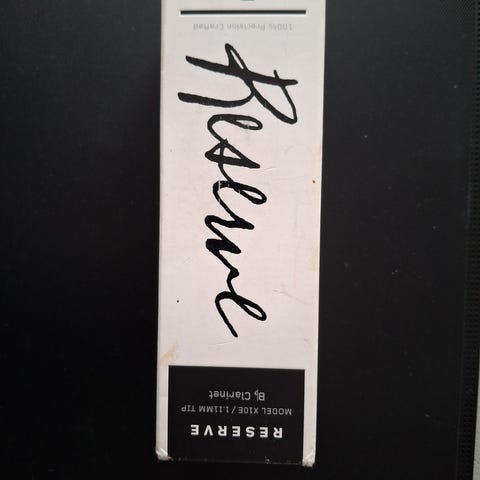 100% Precision Crafted
Reserve
RESERVE
MODEL X10E / 1.11MM TIP
B♭ Clarinet